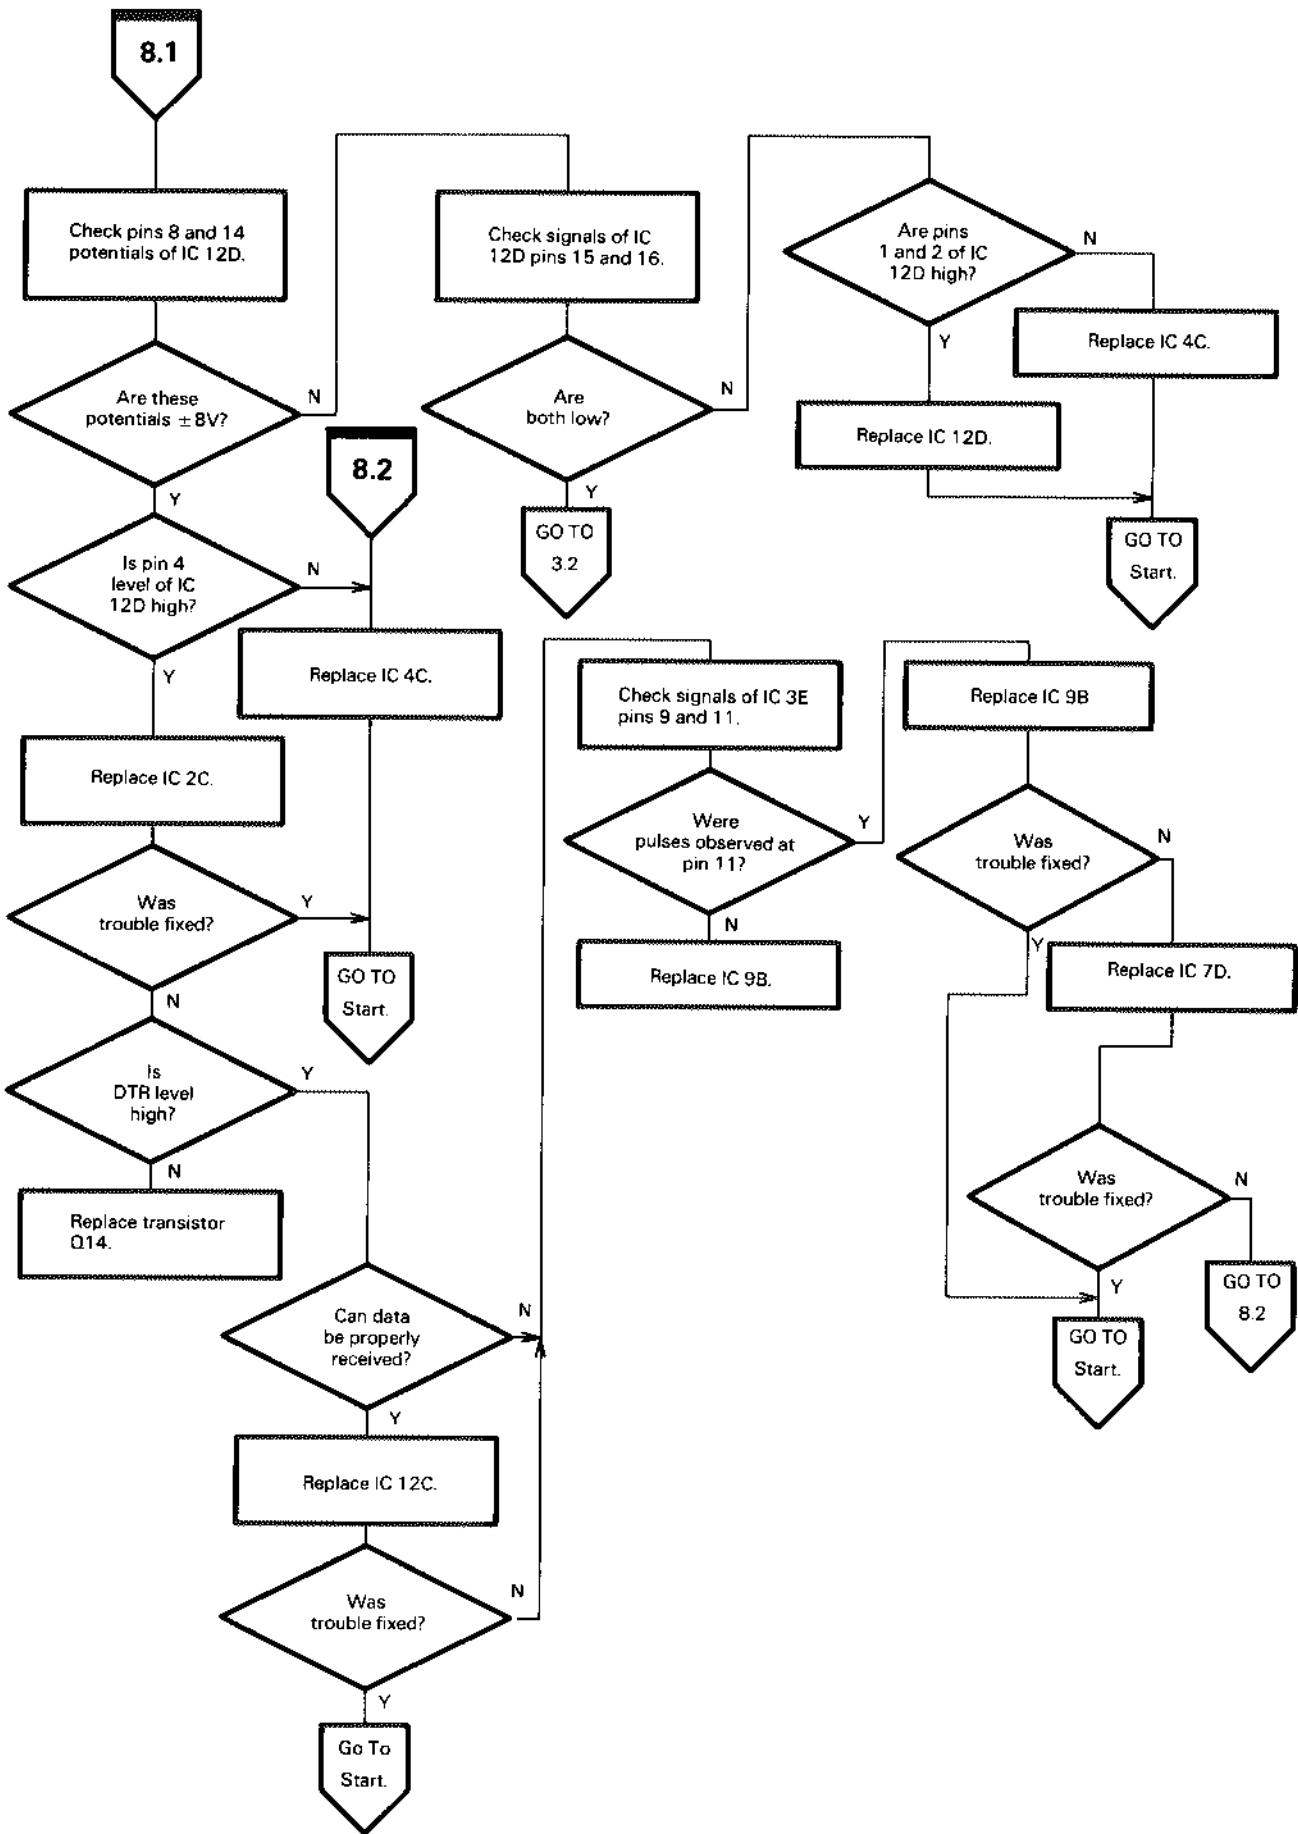 8.1
Check pins 8 and 14
potentials of IC 12D.
Are these
potentials ±8V?
N
Y
Is pin 4
level of IC
12D high?
N
Y
8.2
Replace IC 4C.
Replace IC 2C.
Was
trouble fixed?
Y
N
GO TO
Start.
Is
DTR level
high?
Y
N
Replace transistor
Q14.
Can data
be properly
received?
N
Y
Replace IC 12C.
Was
trouble fixed?
N
Y
Go To
Start.
Check signals of IC
12D pins 15 and 16.
Are
both low?
N
Y
GO TO
3.2
Are pins
1 and 2 of IC
12D high?
N
Y
Replace IC 4C.
Replace IC 12D.
GO TO
Start.
Check signals of IC 3E
pins 9 and 11.
Were
pulses observed at
pin 11?
Y
N
Replace IC 9B.
Replace IC 9B
Was
trouble fixed?
N
Y
Replace IC 7D.
Was
trouble fixed?
N
Y
GO TO
8.2
GO TO
Start.